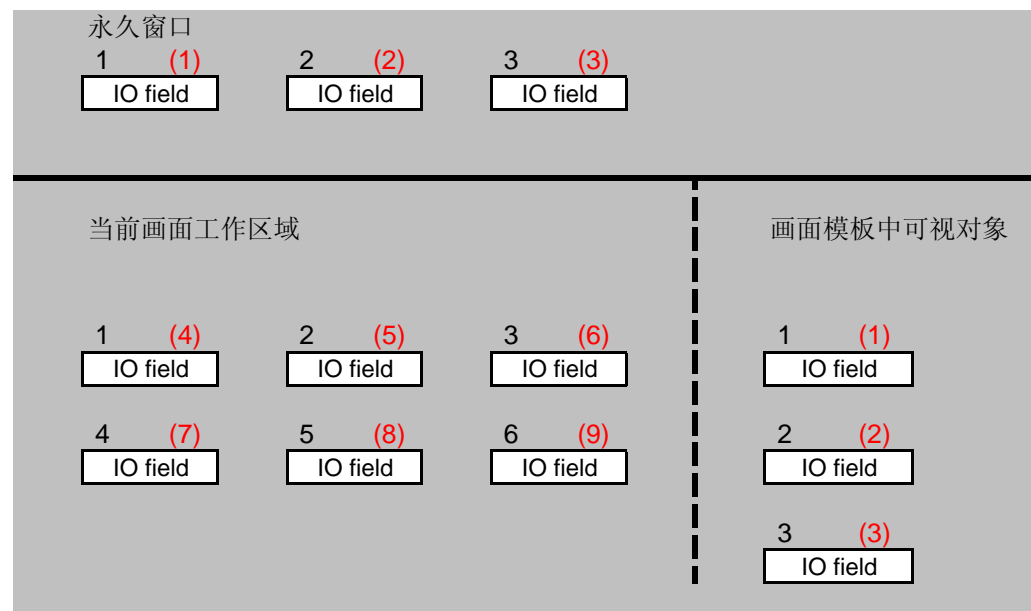 永久窗口
1 (1) 2 (2) 3 (3)
IO field IO field IO field
当前画面工作区域 画面模板中可视对象
1 (4) 2 (5) 3 (6) 1 (1)
IO field IO field IO field IO field
4 (7) 5 (8) 6 (9) 2 (2)
IO field IO field IO field IO field
3 (3)
IO field